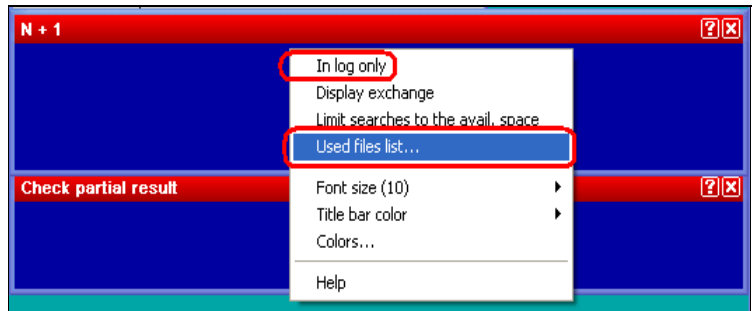 N + 1
In log only
Display exchange
Limit searches to the avail. space
Used files list...
Check partial result
Font size (10)
Title bar color
Colors...
Help